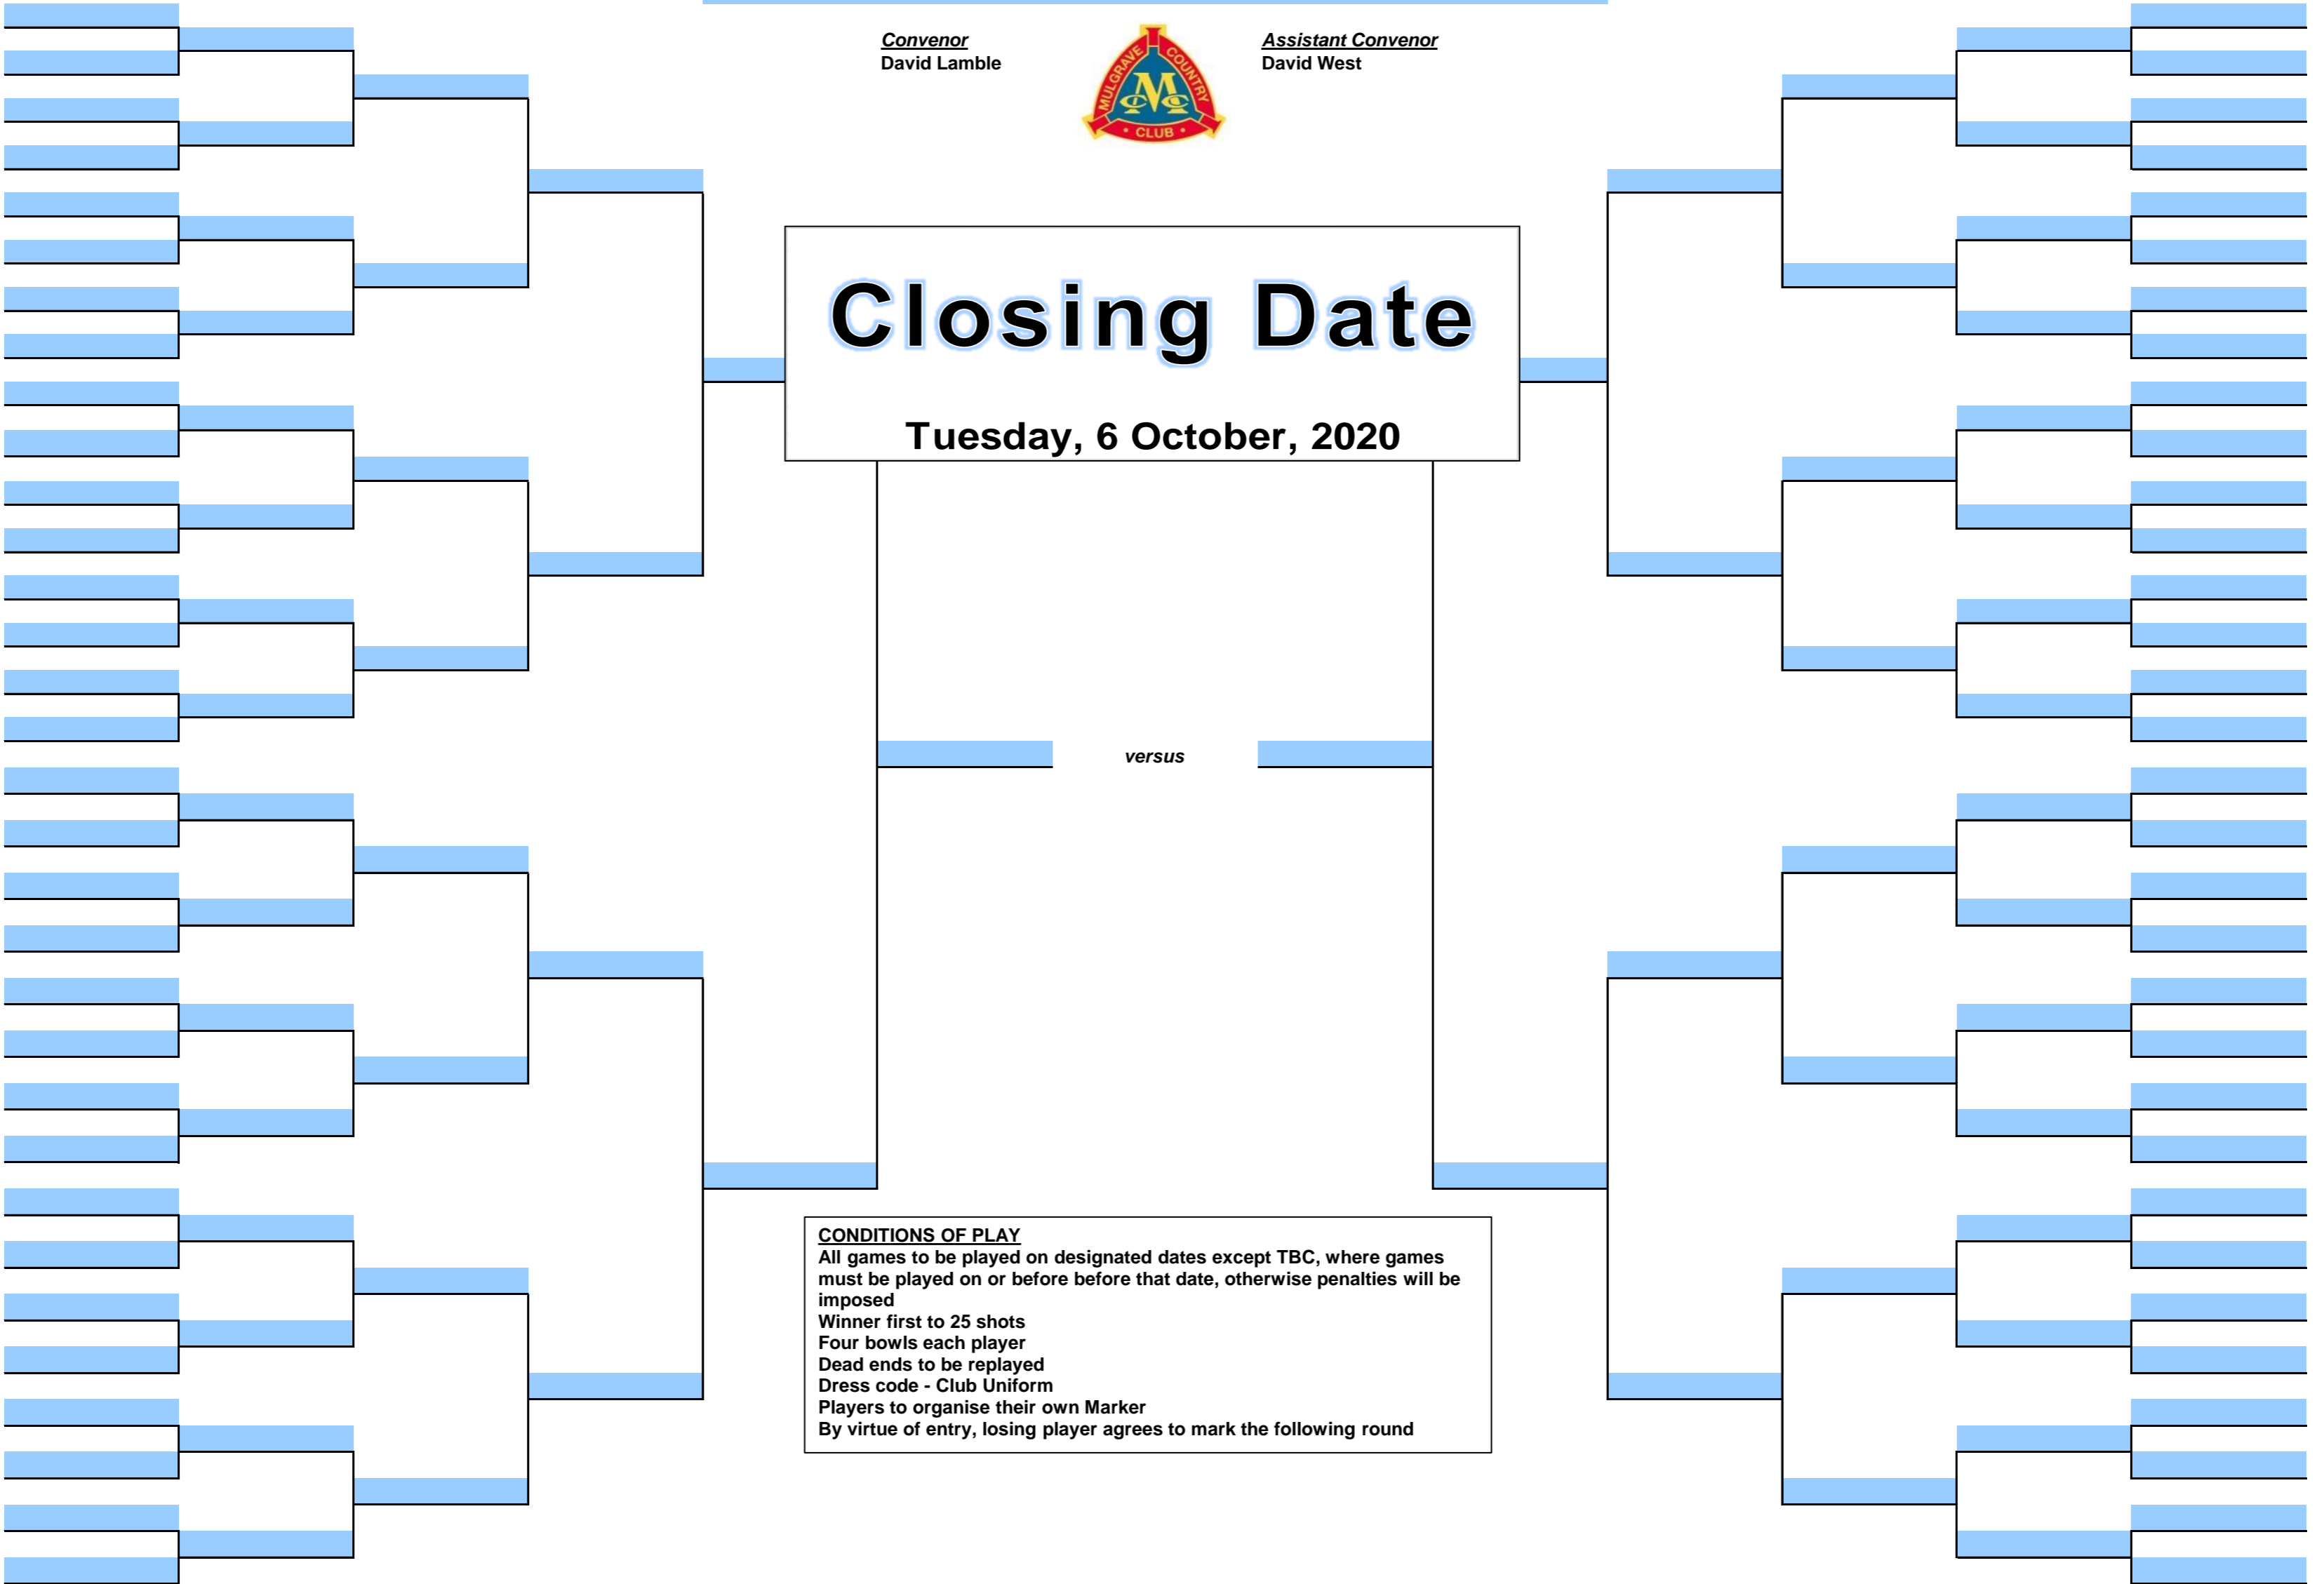 Convenor
David Lamble
MULGRAVE COUNTRY
MCC
CLUB
Assistant Convenor
David West
Closing Date
Tuesday, 6 October, 2020
versus
CONDITIONS OF PLAY
All games to be played on designated dates except TBC, where games
must be played on or before before that date, otherwise penalties will be
imposed
Winner first to 25 shots
Four bowls each player
Dead ends to be replayed
Dress code - Club Uniform
Players to organise their own Marker
By virtue of entry, losing player agrees to mark the following round